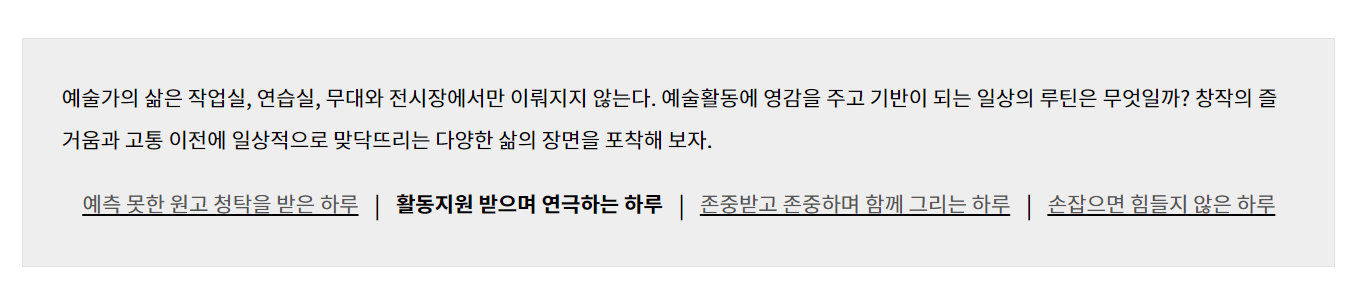 예술가의 삶은 작업실, 연습실, 무대와 전시장에서만 이뤄지지 않는다. 예술활동에 영감을 주고 기반이 되는 일상의 루틴은 무엇일까? 창작의 즐
거움과 고통 이전에 일상적으로 맞닥뜨리는 다양한 삶의 장면을 포착해 보자.
예측 못한 원고 청탁을 받은 하루 | 활동지원 받으며 연극하는 하루 | 존중받고 존중하며 함께 그리는 하루 | 손잡으면 힘들지 않은 하루